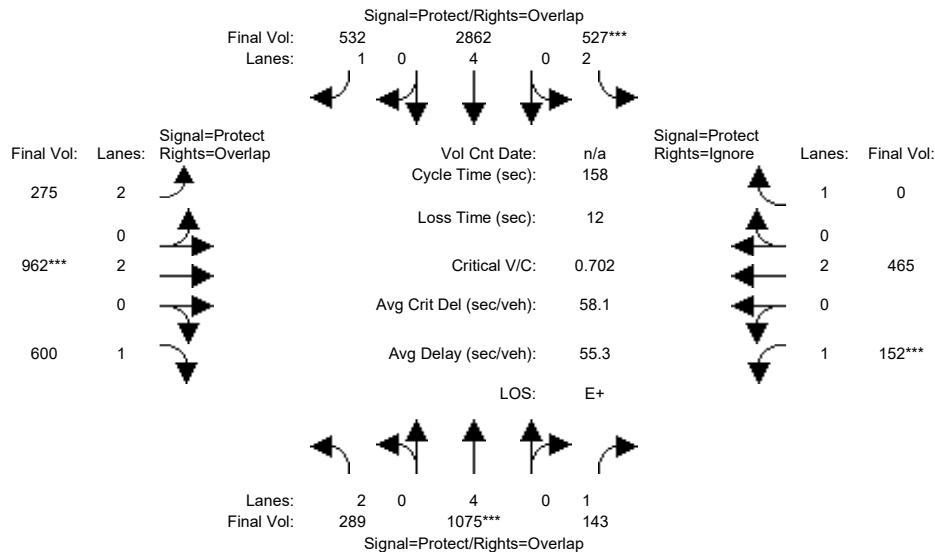 Signal=Protect/Rights=Overlap
Final Vol: 532 2862 527***
Lanes: 1 0 4 0 2
Signal=Protect
Final Vol: Lanes: Rights=Overlap
Vol Cnt Date: n/a
Signal=Protect
Rights=Ignore Lanes: Final Vol:
Cycle Time (sec): 158
275 2
1 0
Loss Time (sec): 12
0
0
962*** 2
Critical V/C: 0.702
2 465
0
Avg Crit Del (sec/veh): 58.1
0
600 1
Avg Delay (sec/veh): 55.3
1 152***
LOS: E+
Lanes: 2 0 4 0 1
Final Vol: 289 1075*** 143
Signal=Protect/Rights=Overlap